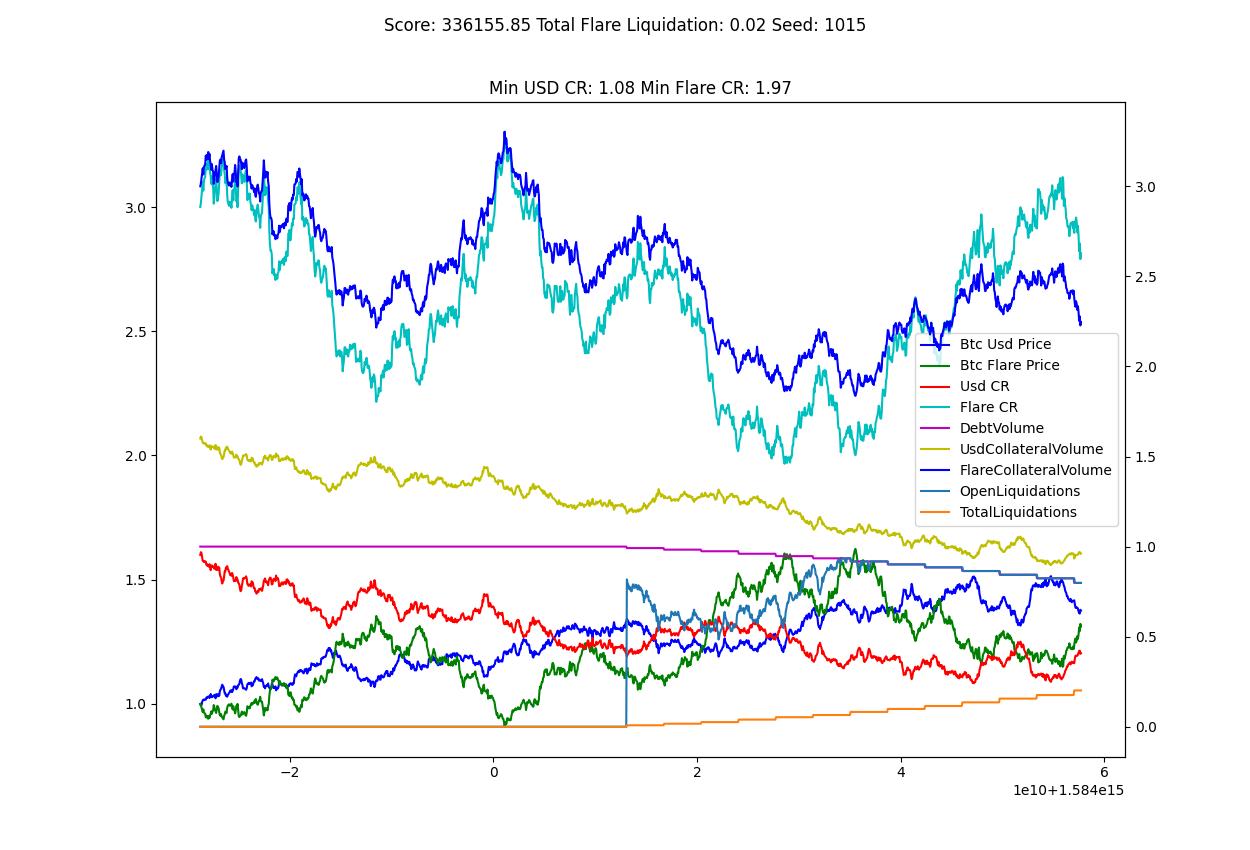 Score: 336155.85 Total Flare Liquidation: 0.02 Seed: 1015
Min USD CR: 1.08 Min Flare CR: 1.97
3.0
2.5
2.0
1.5
1.0
3.0
2.5
2.0
1.5
1.0
0.5
0.0
Btc Usd Price
Btc Flare Price
Usd CR
Flare CR
DebtVolume
UsdCollateralVolume
FlareCollateralVolume
OpenLiquidations
TotalLiquidations
−2 0 2 4 6
1e10+1.584e15